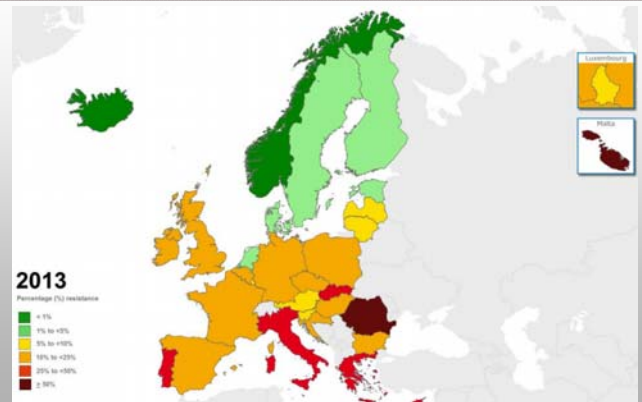 Luxembourg
Malta
2013
Percentage (%) resistance
< 1%
1% to <5%
5% to <10%
10% to <25%
25% to <50%
≥ 50%